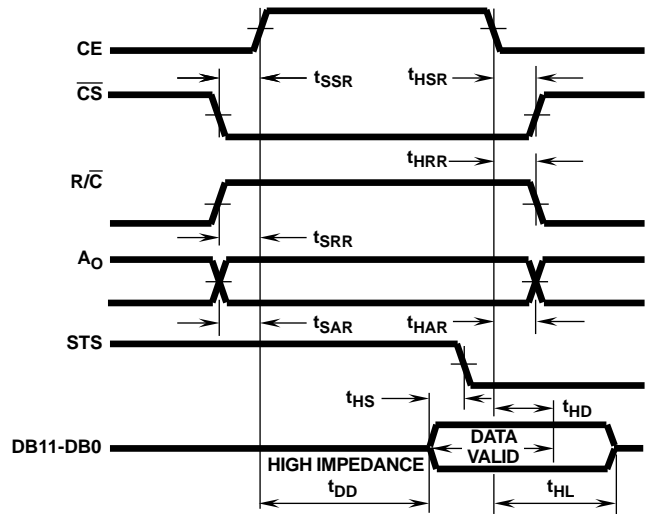 CE
tSSR
tHSR
CS
tHRR
R/C
tSRR
AO
tSAR
tHAR
STS
tHS
tHD
DB11-DB0
HIGH IMPEDANCE
DATA
VALID
tDD
tHL